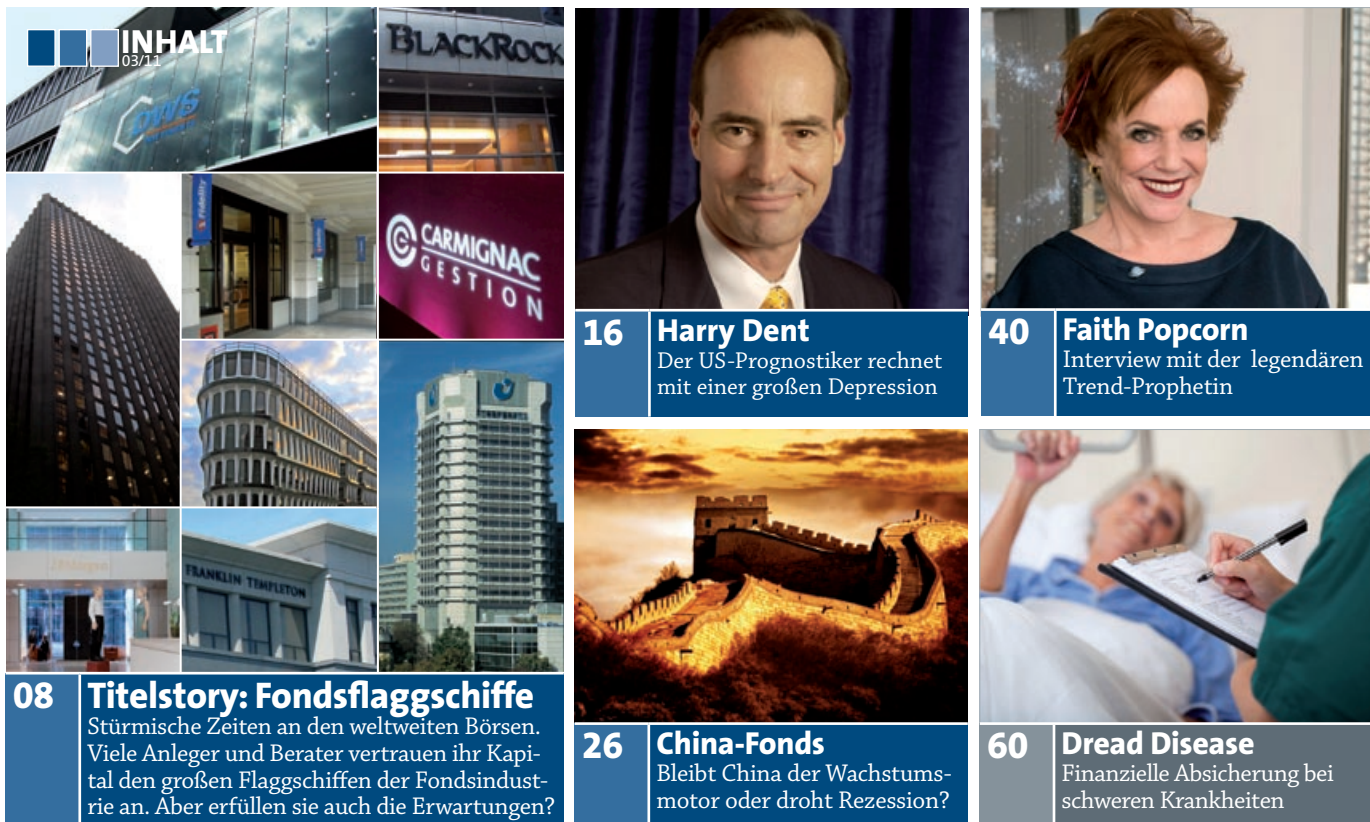 INHALT
03/11
BLACKROCK
DWS
Fidelity
CARMIGNAC
GESTION
JPMorgan
FRANKLIN TEMPLETON
08
Titelstory: Fondsflaggschiffe
Stürmische Zeiten an den weltweiten Börsen.
Viele Anleger und Berater vertrauen ihr Kapi-
tal den großen Flaggschiffen der Fondsindust-
rie an. Aber erfüllen sie auch die Erwartungen?
16
Harry Dent
Der US-Prognostiker rechnet
mit einer großen Depression
40
Faith Popcorn
Interview mit der legendären
Trend-Prophetin
26
China-Fonds
Bleibt China der Wachstums-
motor oder droht Rezession?
60
Dread Disease
Finanzielle Absicherung bei
schweren Krankheiten